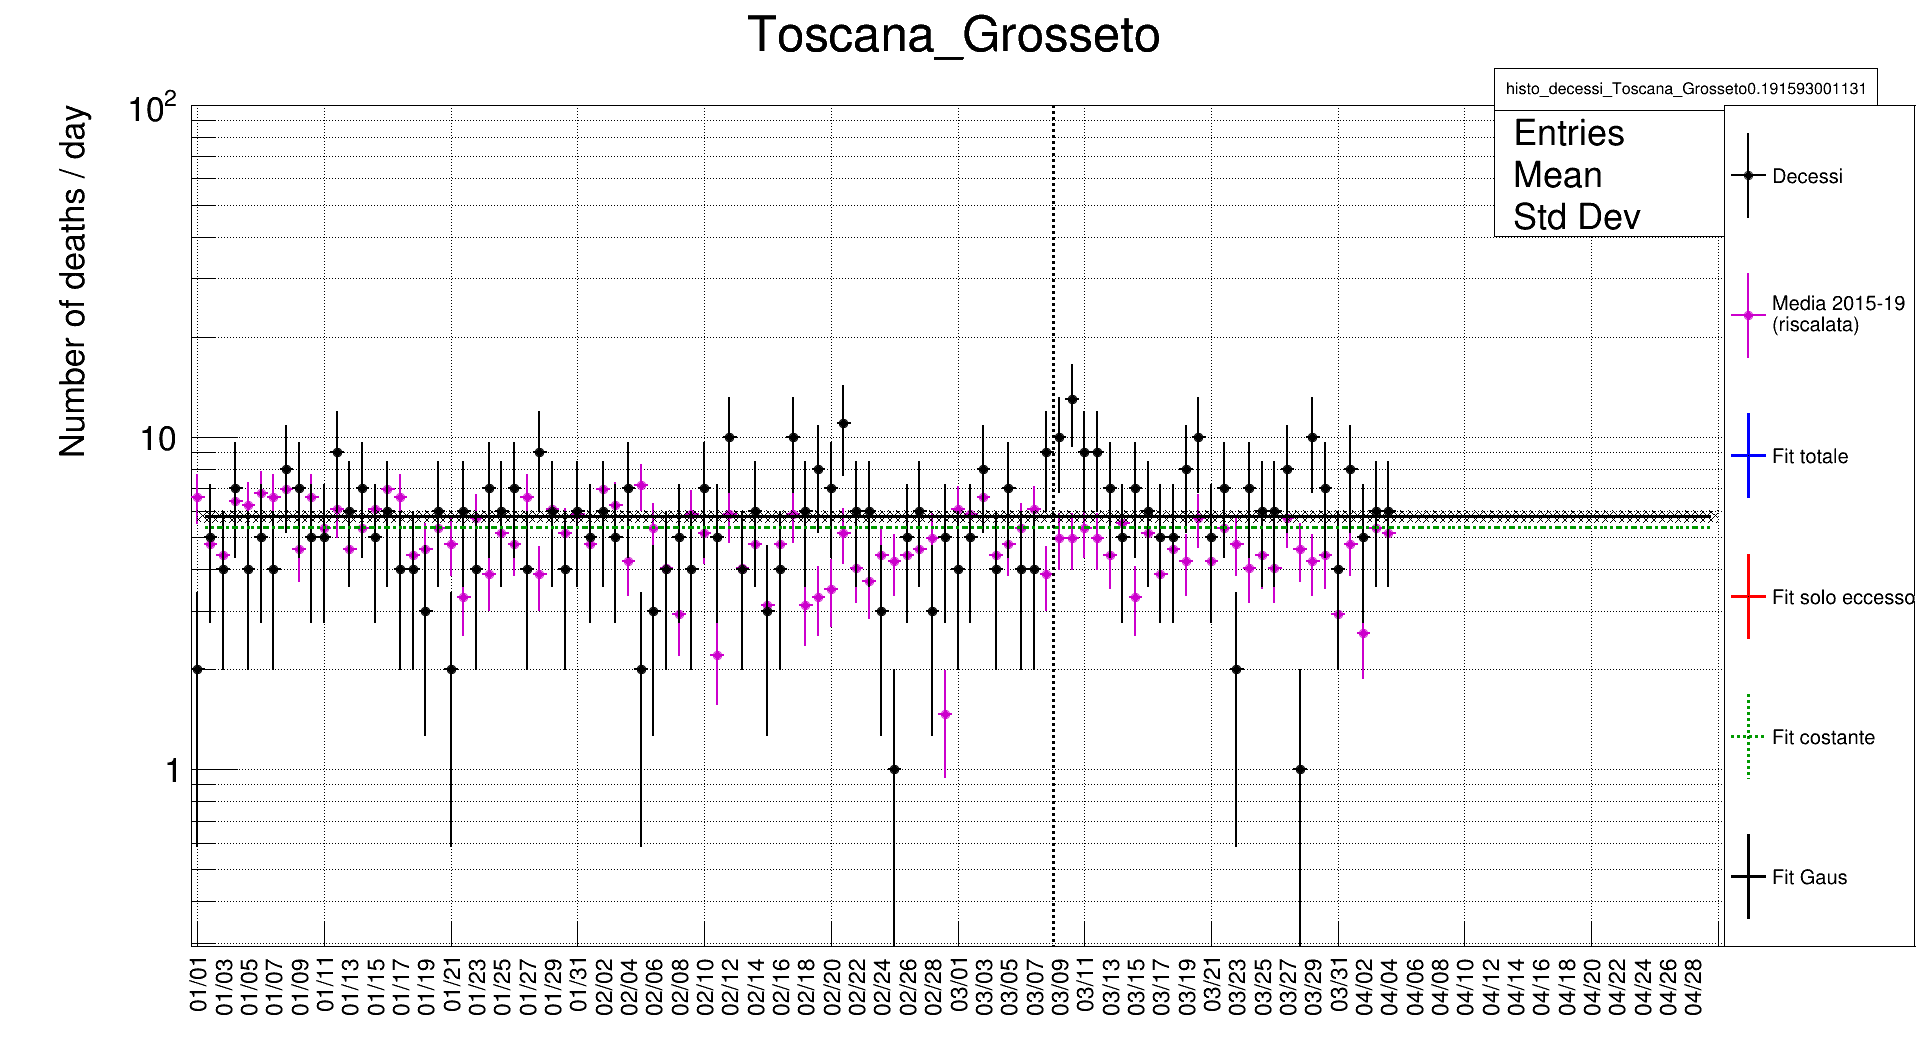 Toscana_Grosseto
histo_decessi_Toscana_Grosseto0.191593001131
Entries
Mean
Std Dev
Number of deaths / day
10²
10
1
Decessi
Media 2015-19
(riscalata)
Fit totale
Fit solo eccesso
Fit costante
Fit Gaus
01/01 01/03 01/05 01/07 01/09 01/11 01/13 01/15 01/17 01/19 01/21 01/23 01/25 01/27 01/29 01/31 02/02 02/04 02/06 02/08 02/10 02/12 02/14 02/16 02/18 02/20 02/22 02/24 02/26 02/28 03/01 03/03 03/05 03/07 03/11 03/13 03/15 03/17 03/19 03/21 03/23 03/25 03/27 03/29 03/31 04/02 04/04 04/06 04/08 04/10 04/12 04/14 04/16 04/18 04/20 04/22 04/24 04/26 04/28